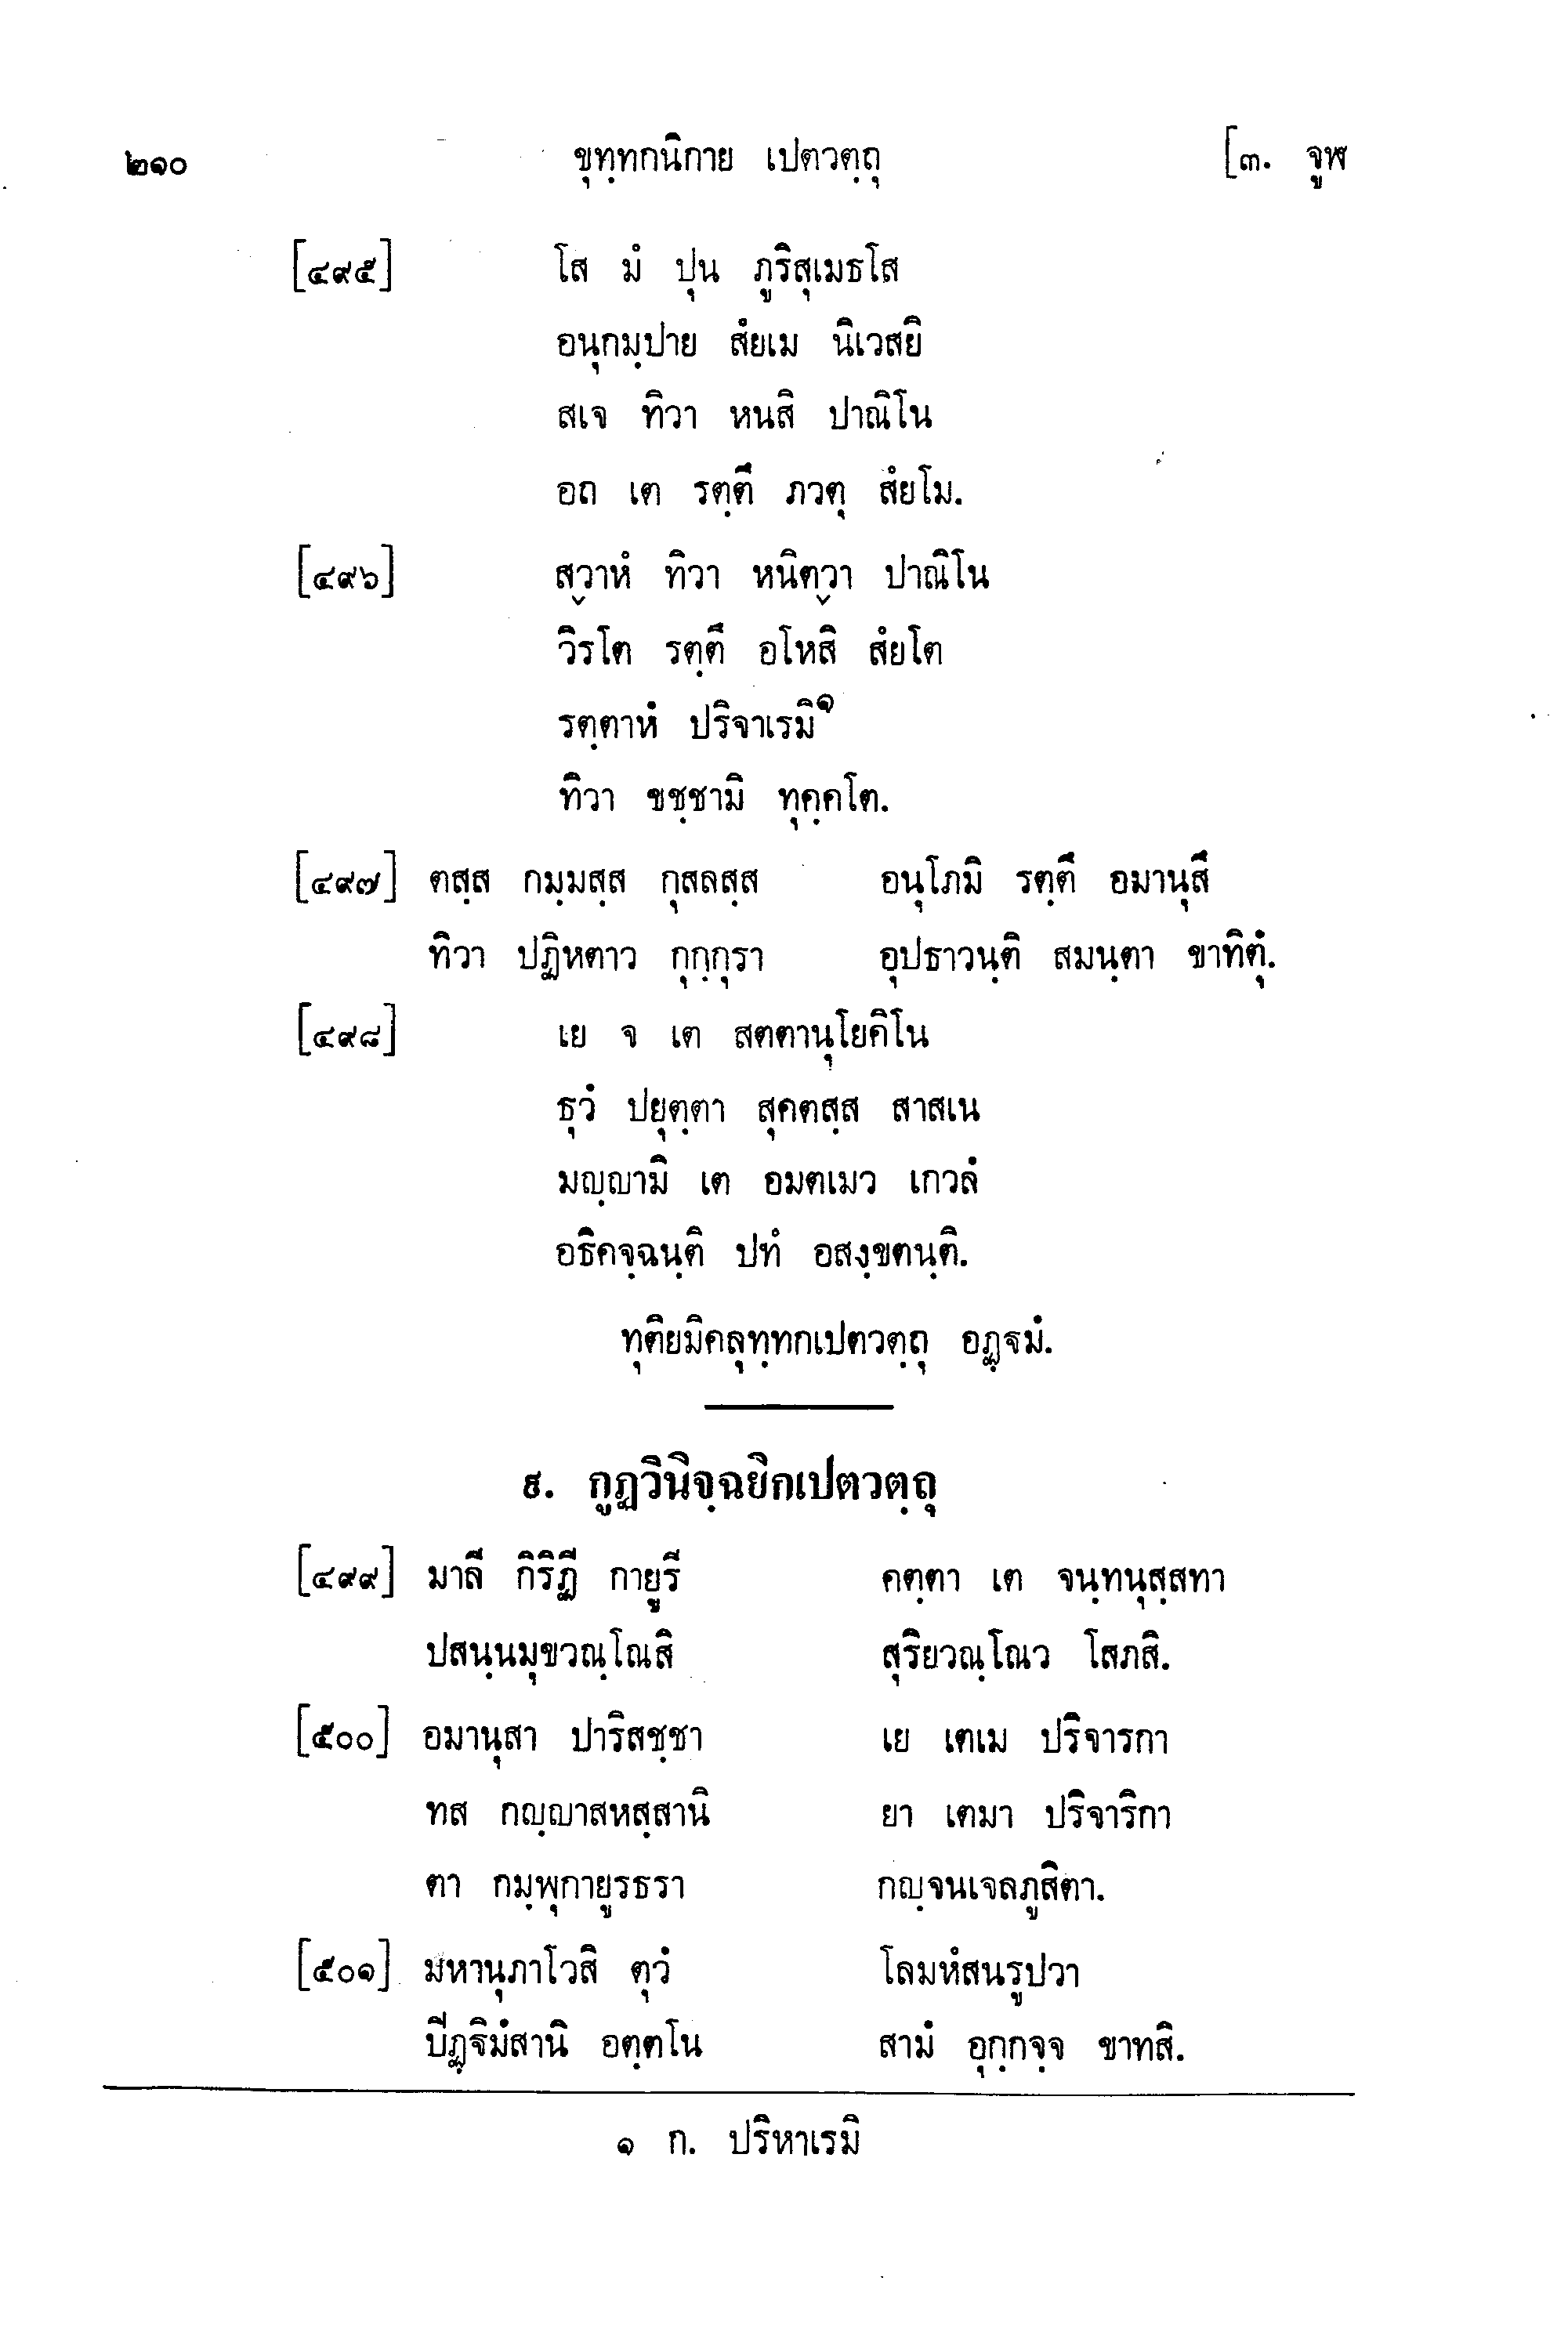 ๒๑๐ ขุทฺทกนิกาย เปตวตฺถุ [๓. จูฬ
[๔๙๕] โส มํ ปุน ภูริสุเมธโส
อนุกมฺปาย สํยเม นิเวสยิ
สเจ ทิวา หนสิ ปาณิโน
อถ เต รตฺตึ ภวตุ สํยโม.
[๔๙๖] สฺวาหํ ทิวา หนิตฺวา ปาณิโน
วิรโต รตฺตึ อโหสิ สํยโต
รตฺตาหํ ปริจาเรมิ๑
ทิวา ขชฺชามิ ทุคฺคโต.
[๔๙๗] ตสฺส กมฺมสฺส กุสลสฺส อนุโภมิ รตฺตึ อมานุสึ
ทิวา ปฏิหตาว กุกฺกุรา อุปธาวนฺติ สมนฺตา ขาทิตุํ.
[๔๙๘] เย จ เต สตตานุโยคิโน
ธุวํ ปยุตฺตา สุคตสฺส สาสเน
มญฺญามิ เต อมตเมว เกวลํ
อธิคจฺฉนฺติ ปทํ อสงฺขตนฺติ.
ทุติยมิคลุทฺทกเปตวตฺถุ อฏฺฐมํ.
๙. กูฏวินิจฺฉยิกเปตวตฺถุ
[๔๙๙] มาลี กิริฏี กายูรี คตฺตา เต จนฺทนุสฺสทา
ปสนฺนมุขวณฺโณสิ สุริยวณฺโณว โสภสิ.
[๕๐๐] อมานุสา ปาริสชฺชา เย เตเม ปริจารกา
ทส กญฺญาสหสฺสานิ ยา เตมา ปริจาริกา
ตา กมฺพุกายูรธรา กญฺจนเจลภูสิตา.
[๕๐๑] มหานุภาโวสิ ตุวํ โลมหํสนรูปวา
ปิฏฺฐิมํสานิ อตฺตโน สามํ อุกฺกจฺจ ขาทสิ.
๑ ก. ปริหาเรมิ